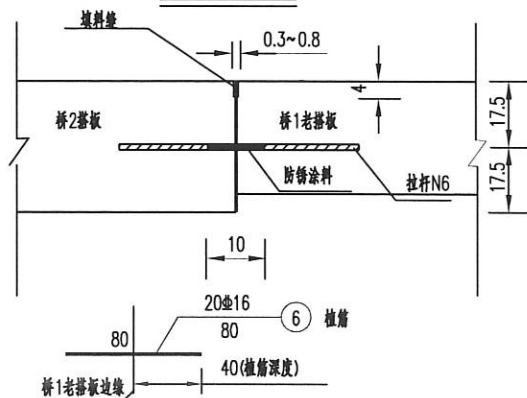 填料缝
0.3~0.8
4
17.5
桥2搭板
桥1老搭板
防锈涂料
拉杆N6
17.5
10
20Φ16
6
植筋
80
80
40(植筋深度)
桥1老搭板边缘